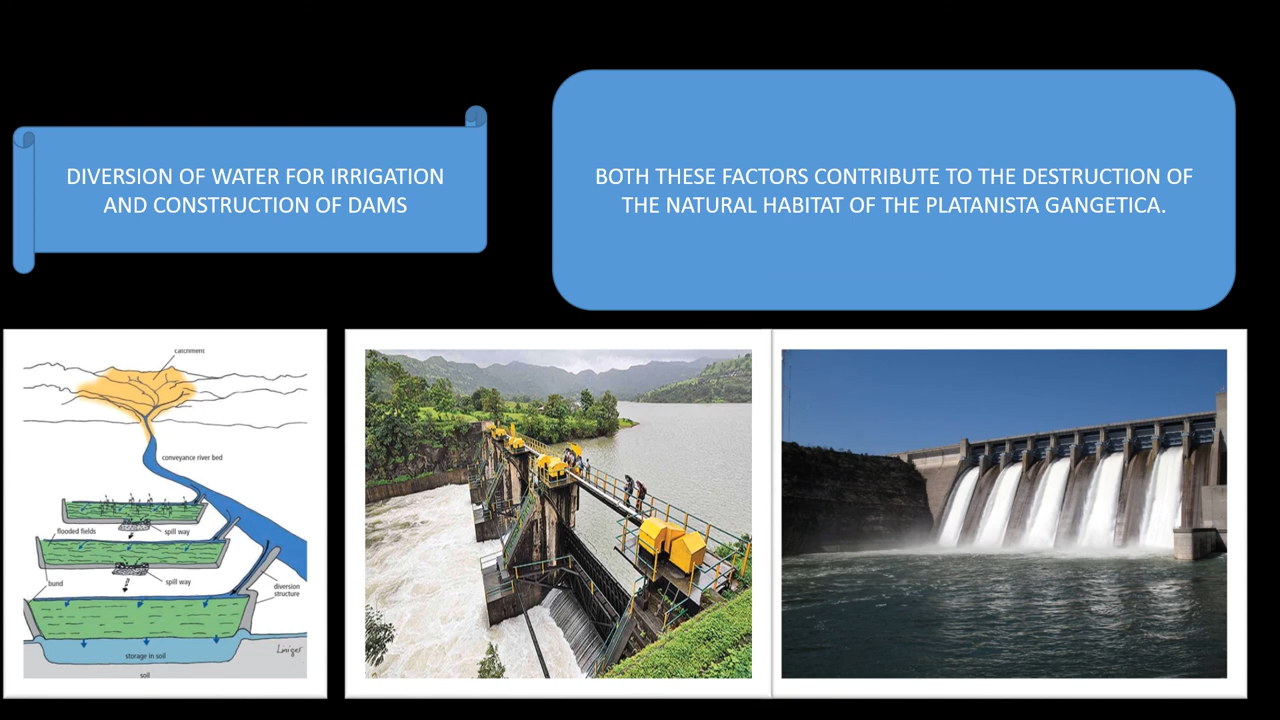 DIVERSION OF WATER FOR IRRIGATION
AND CONSTRUCTION OF DAMS
BOTH THESE FACTORS CONTRIBUTE TO THE DESTRUCTION OF
THE NATURAL HABITAT OF THE PLATANISTA GANGETICA.
catchment
conveyance river bed
flooded fields
spill way
bund
spill way
diversion
structure
storage in soil
soil
Liniger